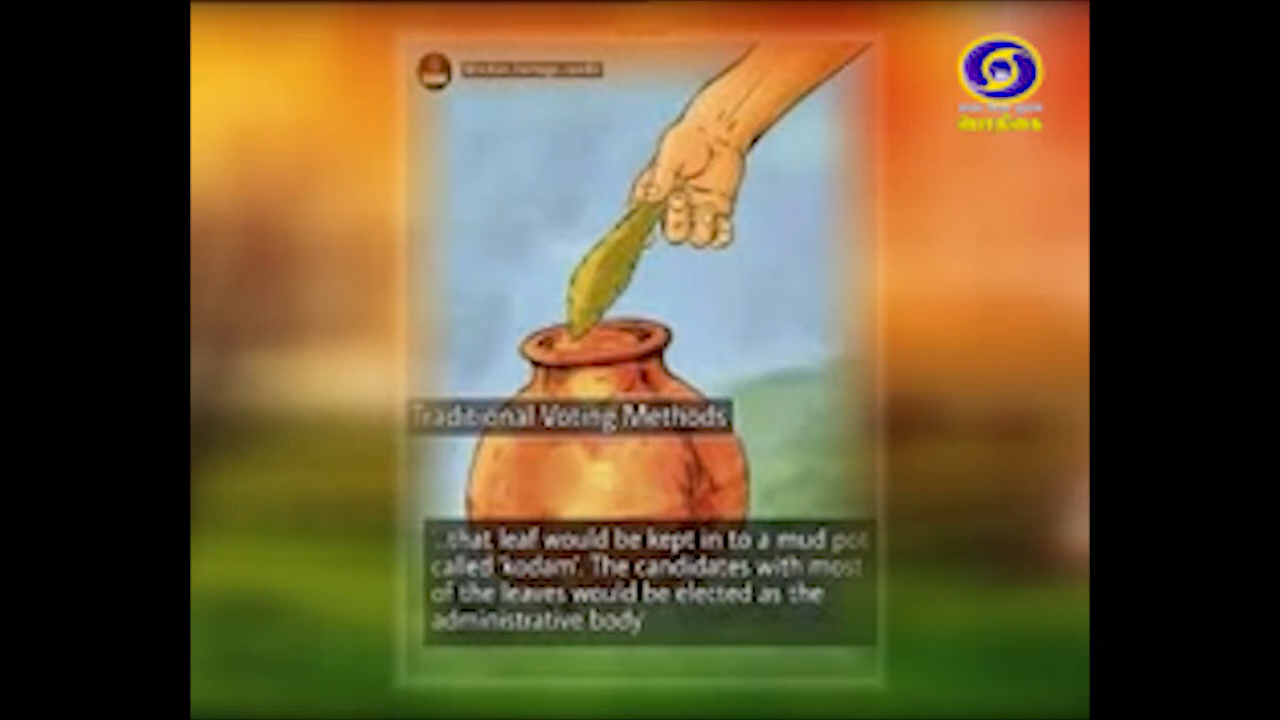 பொதிகை
Traditional Voting Methods
'..that leaf would be kept in to a mud pot
called 'kodam'. The candidates with most
of the leaves would be elected as the
administrative body